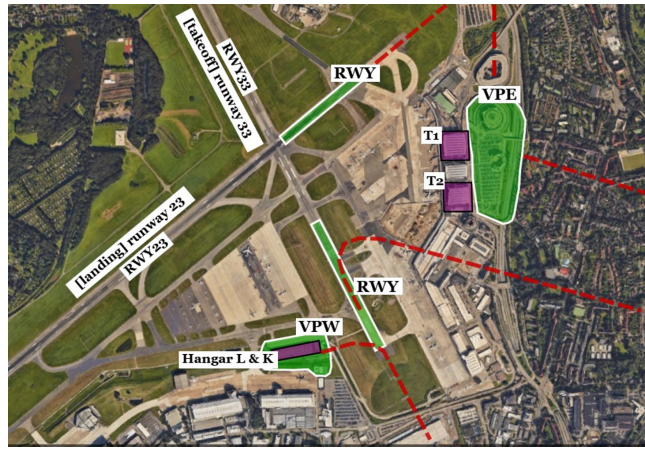 [takeoff] runway 33
RWY33
RWY
VPE
T1
T2
[landing] runway 23
RWY23
RWY
VPW
Hangar L & K